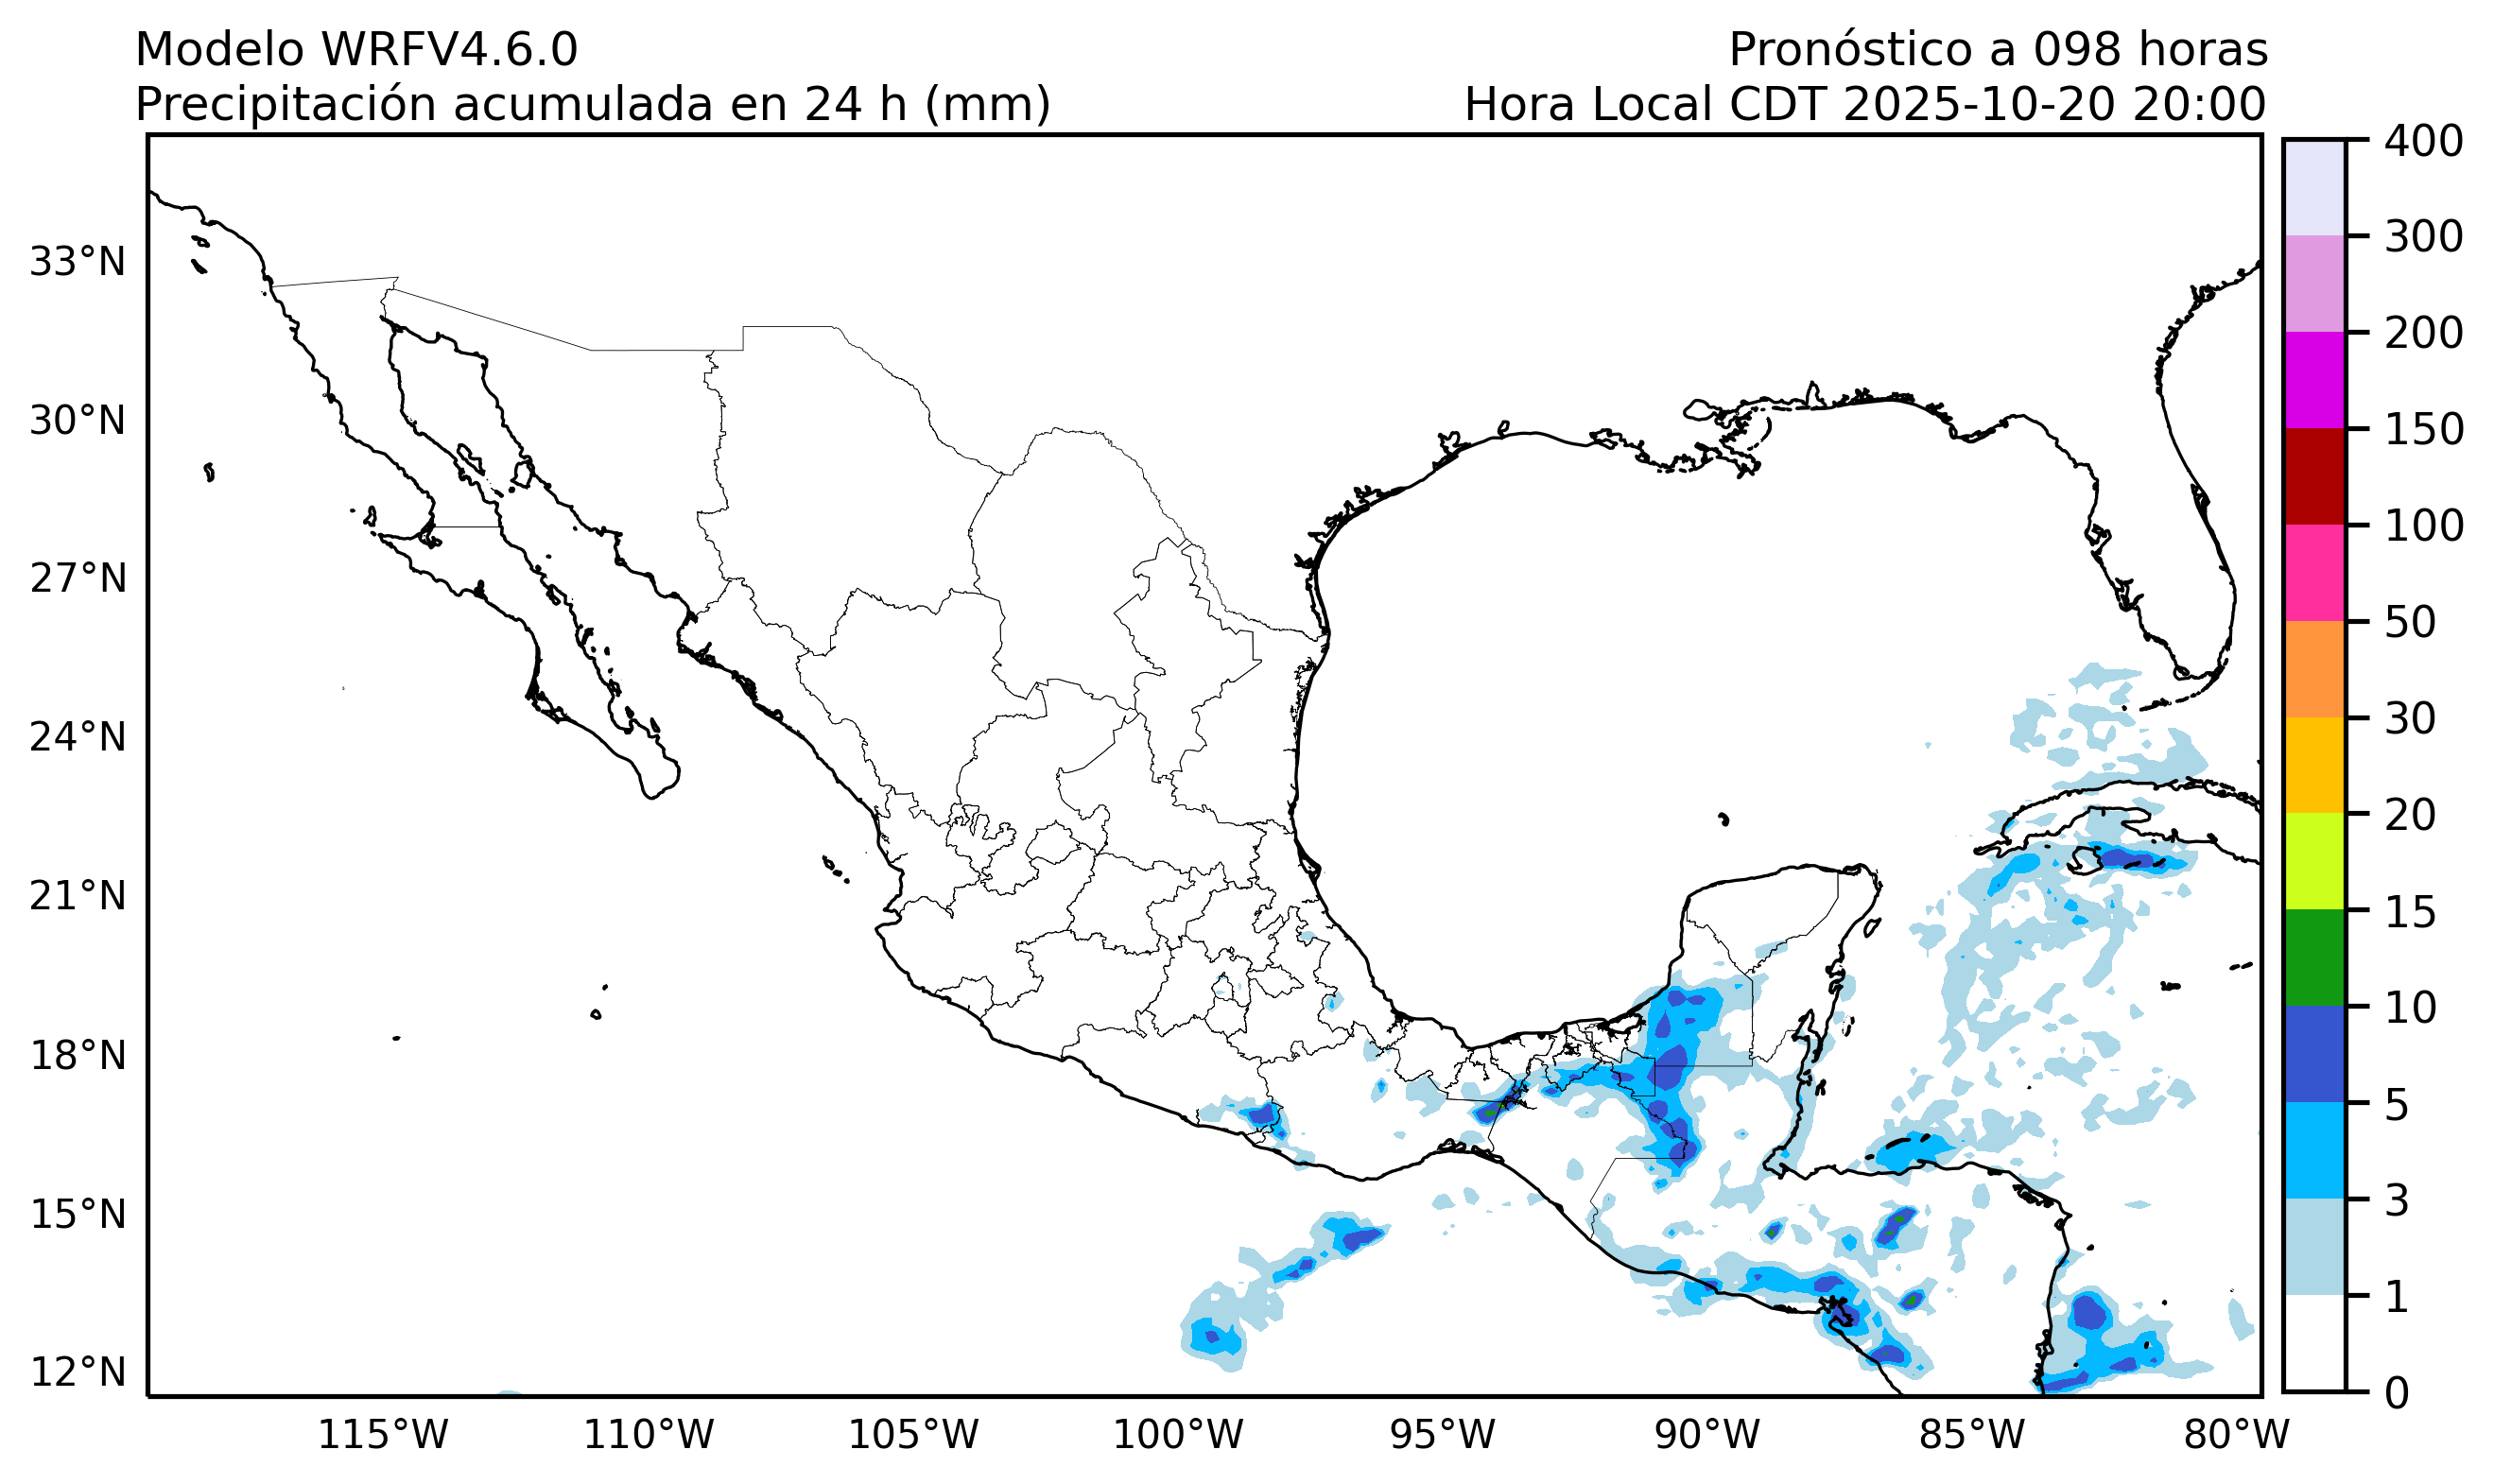 Modelo WRFV4.6.0
Pronóstico a 098 horas
Precipitación acumulada en 24 h (mm)
Hora Local CDT 2025-10-20 20:00
33°N
30°N
27°N
24°N
21°N
18°N
15°N
12°N
115°W
110°W
105°W
100°W
95°W
90°W
85°W
80°W
400
300
200
150
100
50
30
20
15
10
5
3
1
0